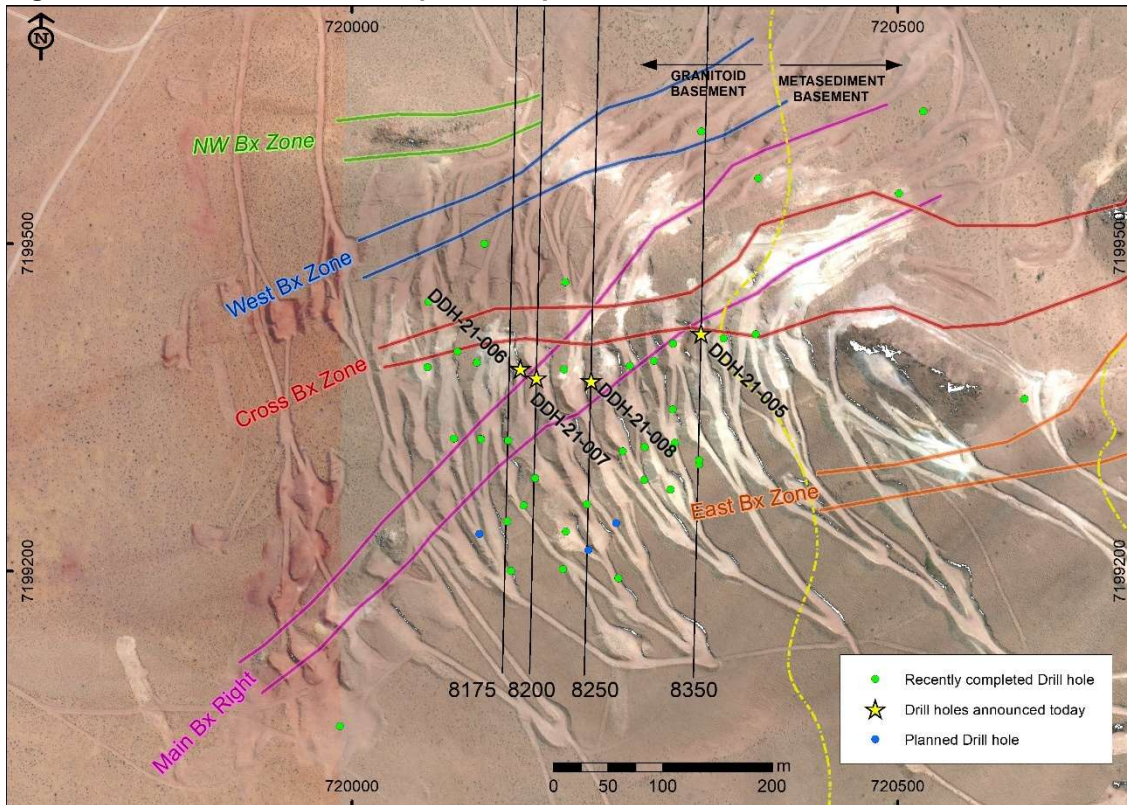 720000
720500
N
GRANITOID
BASEMENT
METASEDIMENT
BASEMENT
NW Bx Zone
7199500
7199500
West Bx Zone
DDH-21-006
DDH-21-005
Cross Bx Zone
DDH-21-007
DDH-21-008
East Bx Zone
7199200
7199200
Main Bx Right
8175
8200
8250
8350
Recently completed Drill hole
Drill holes announced today
Planned Drill hole
m
0
50
100
200
720000
720500